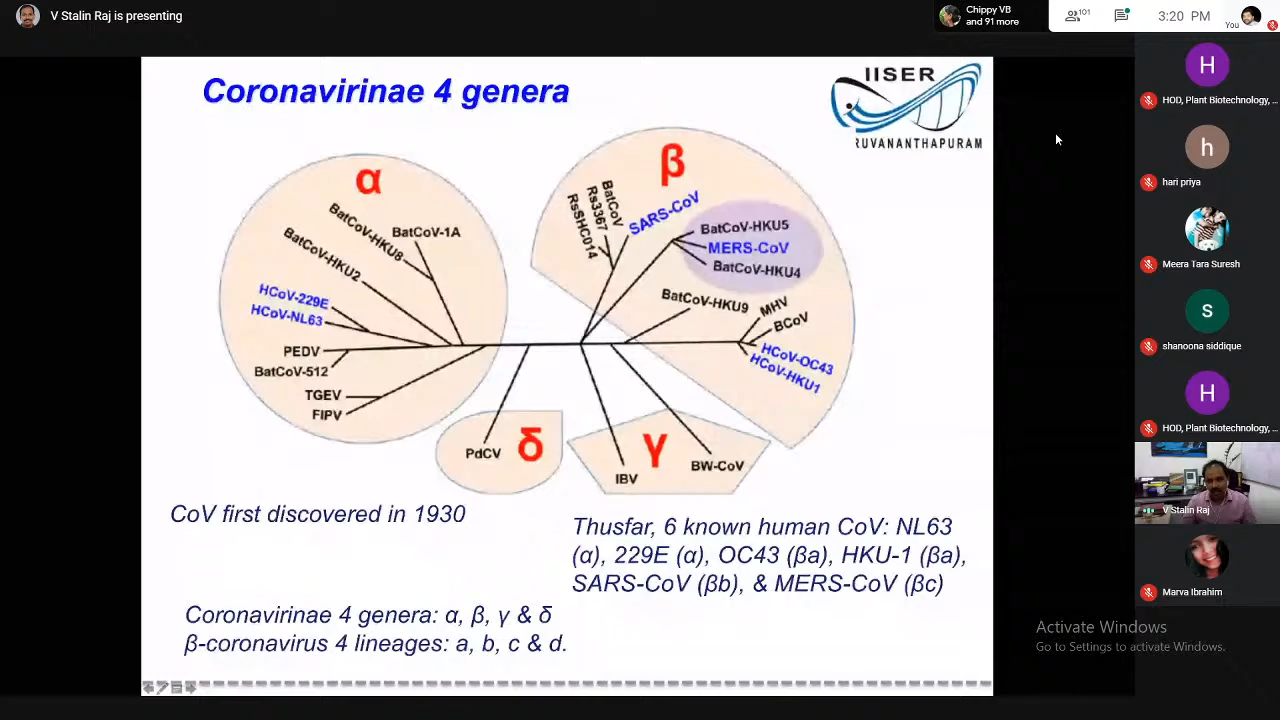 V Stalin Raj is presenting
Chippy VB
and 91 more
101
3:20 PM
You
Coronavirinae 4 genera
IISER
RUVANANTHAPURAM
α
BatCoV-HKU8
BatCoV-1A
BatCoV-HKU2
HCoV-229E
HCoV-NL63
PEDV
BatCoV-512
TGEV
FIPV
β
BatCoV
Rs3367
RsSHC014
SARS-CoV
BatCoV-HKU5
MERS-CoV
BatCoV-HKU4
BatCoV-HKU9
MHV
BCoV
HCoV-OC43
HCoV-HKU1
PdCV
δ
γ
IBV
BW-CoV
CoV first discovered in 1930
Thusfar, 6 known human CoV: NL63
(α), 229E (α), OC43 (βa), HKU-1 (βa),
SARS-CoV (βb), & MERS-CoV (βc)
Coronavirinae 4 genera: α, β, γ & δ
β-coronavirus 4 lineages: a, b, c & d.
H
HOD, Plant Biotechnology, ...
h
hari priya
Meera Tara Suresh
s
shanoona siddique
H
HOD, Plant Biotechnology, ...
V Stalin Raj
Marva Ibrahim
Activate Windows
Go to Settings to activate Windows.